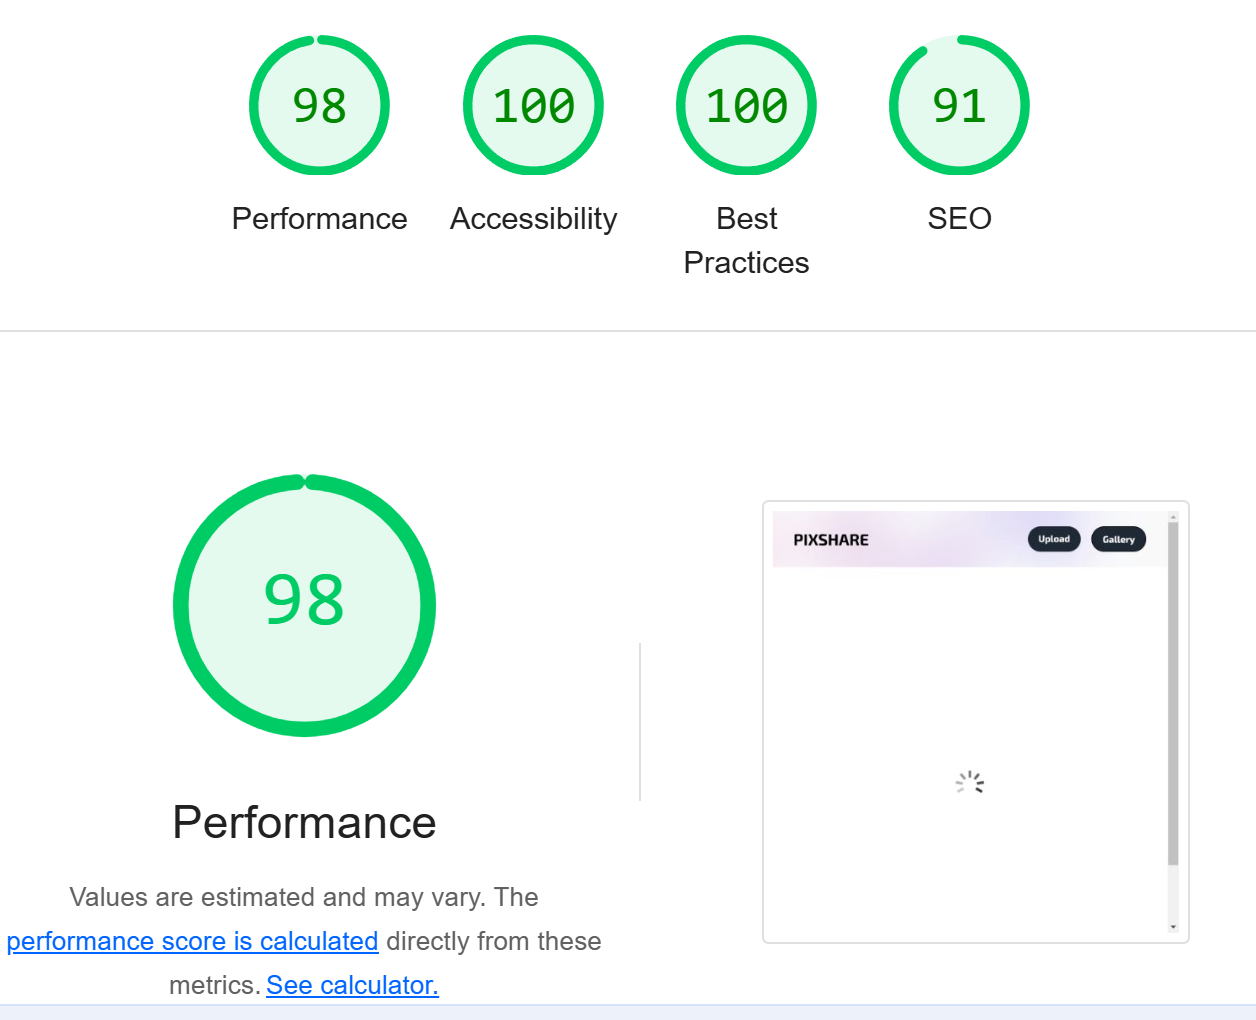 98
100
100
91
Performance
Accessibility
Best
Practices
SEO
98
Performance
Values are estimated and may vary. The
performance score is calculated directly from these
metrics. See calculator.
PIXSHARE
Upload
Gallery